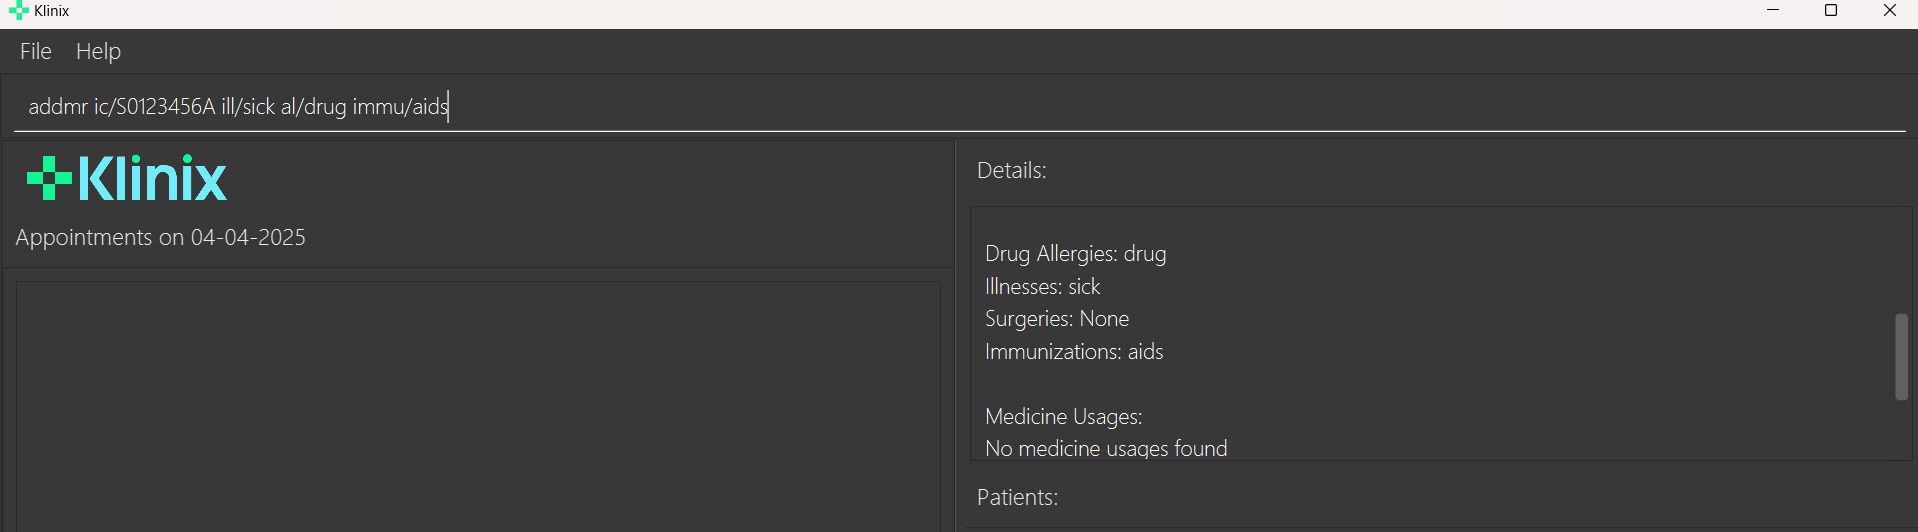 Klinix
File Help
addmr ic/S0123456A ill/sick al/drug immu/aids
Klinix
Appointments on 04-04-2025
Details:
Drug Allergies: drug
Illnesses: sick
Surgeries: None
Immunizations: aids
Medicine Usages:
No medicine usages found
Patients: